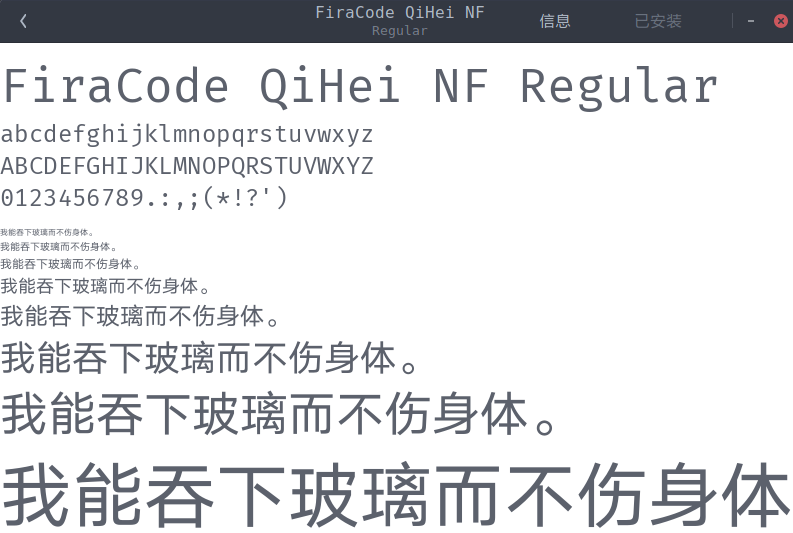 FiraCode QiHei NF
Regular
信息
已安装
FiraCode QiHei NF Regular
abcdefghijklmnopqrstuvwxyz
ABCDEFGHIJKLMNOPQRSTUVWXYZ
0123456789.:,;(*!?')
我能吞下玻璃而不伤身体。
我能吞下玻璃而不伤身体。
我能吞下玻璃而不伤身体。
我能吞下玻璃而不伤身体。
我能吞下玻璃而不伤身体。
我能吞下玻璃而不伤身体。
我能吞下玻璃而不伤身体。
我能吞下玻璃而不伤身体